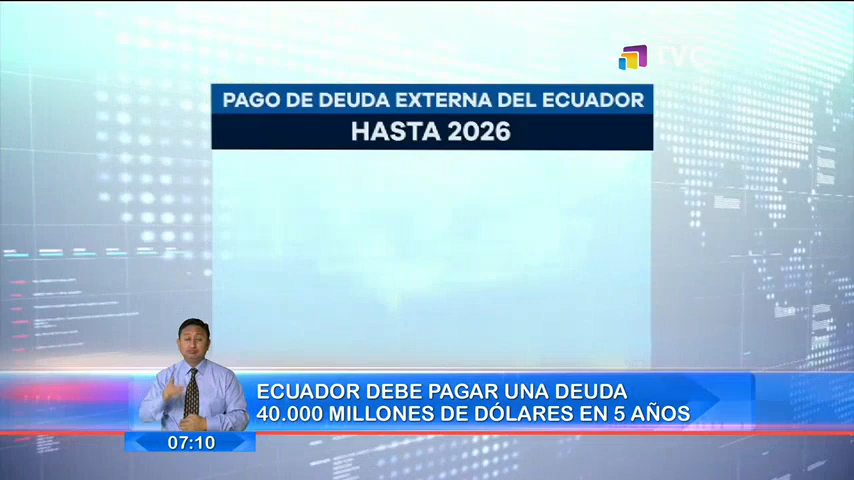 TVC
PAGO DE DEUDA EXTERNA DEL ECUADOR
HASTA 2026
ECUADOR DEBE PAGAR UNA DEUDA
40.000 MILLONES DE DÓLARES EN 5 AÑOS
07:10